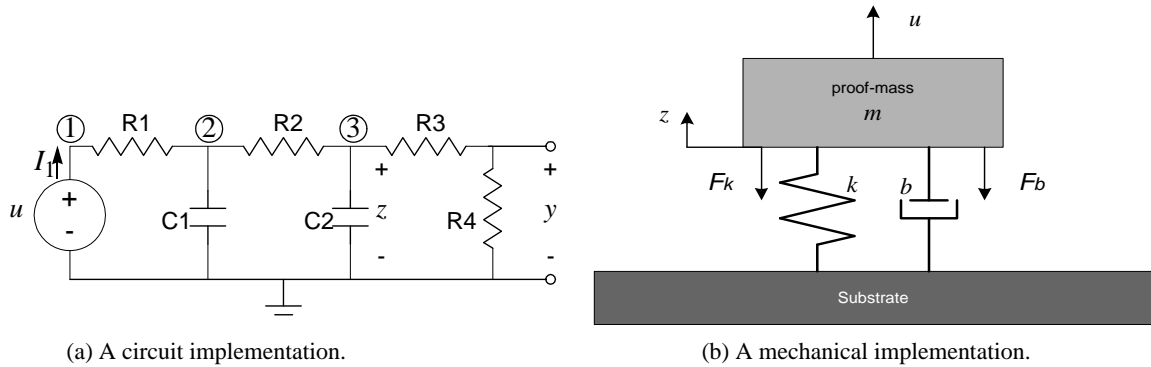 ① R1 ② R2 ③ R3
I1
+
-
u
C1
C2
+
z
-
R4
+
y
-
(a) A circuit implementation.
u
proof-mass
m
z
Fk
k
b
Fb
Substrate
(b) A mechanical implementation.